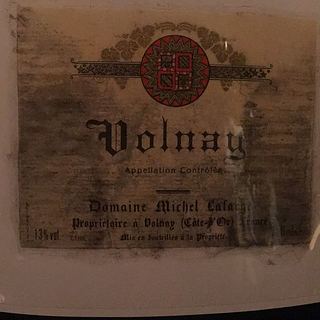 Volnay
Appellation Contrôlée
Domaine Michel Lafarge
Propriétaire à Volnay (Côte-d'Or) France
13% vol
Mis en bouteilles à la Propriété